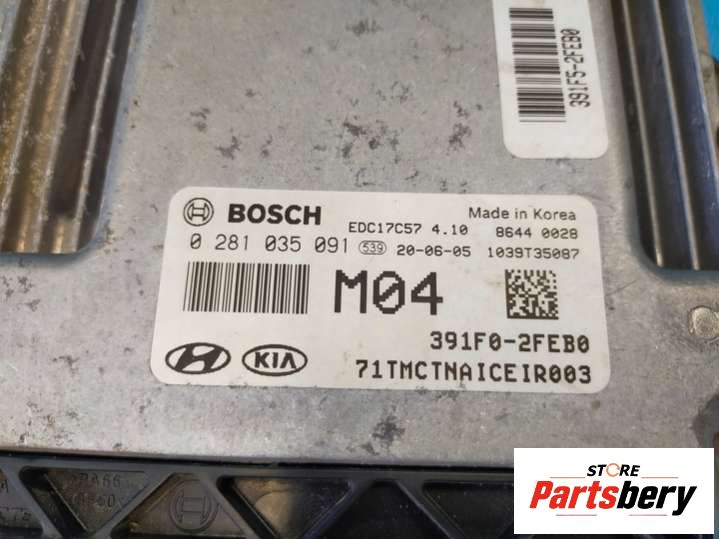 391F5-2FEB0
BOSCH EDC17C57 4.10 Made in Korea
8644 0028
0 281 035 091 539 20-06-05 1039T35087
M04
391F0-2FEB0
KIA
71TMCTNAICEIR003
STORE
Partsbery